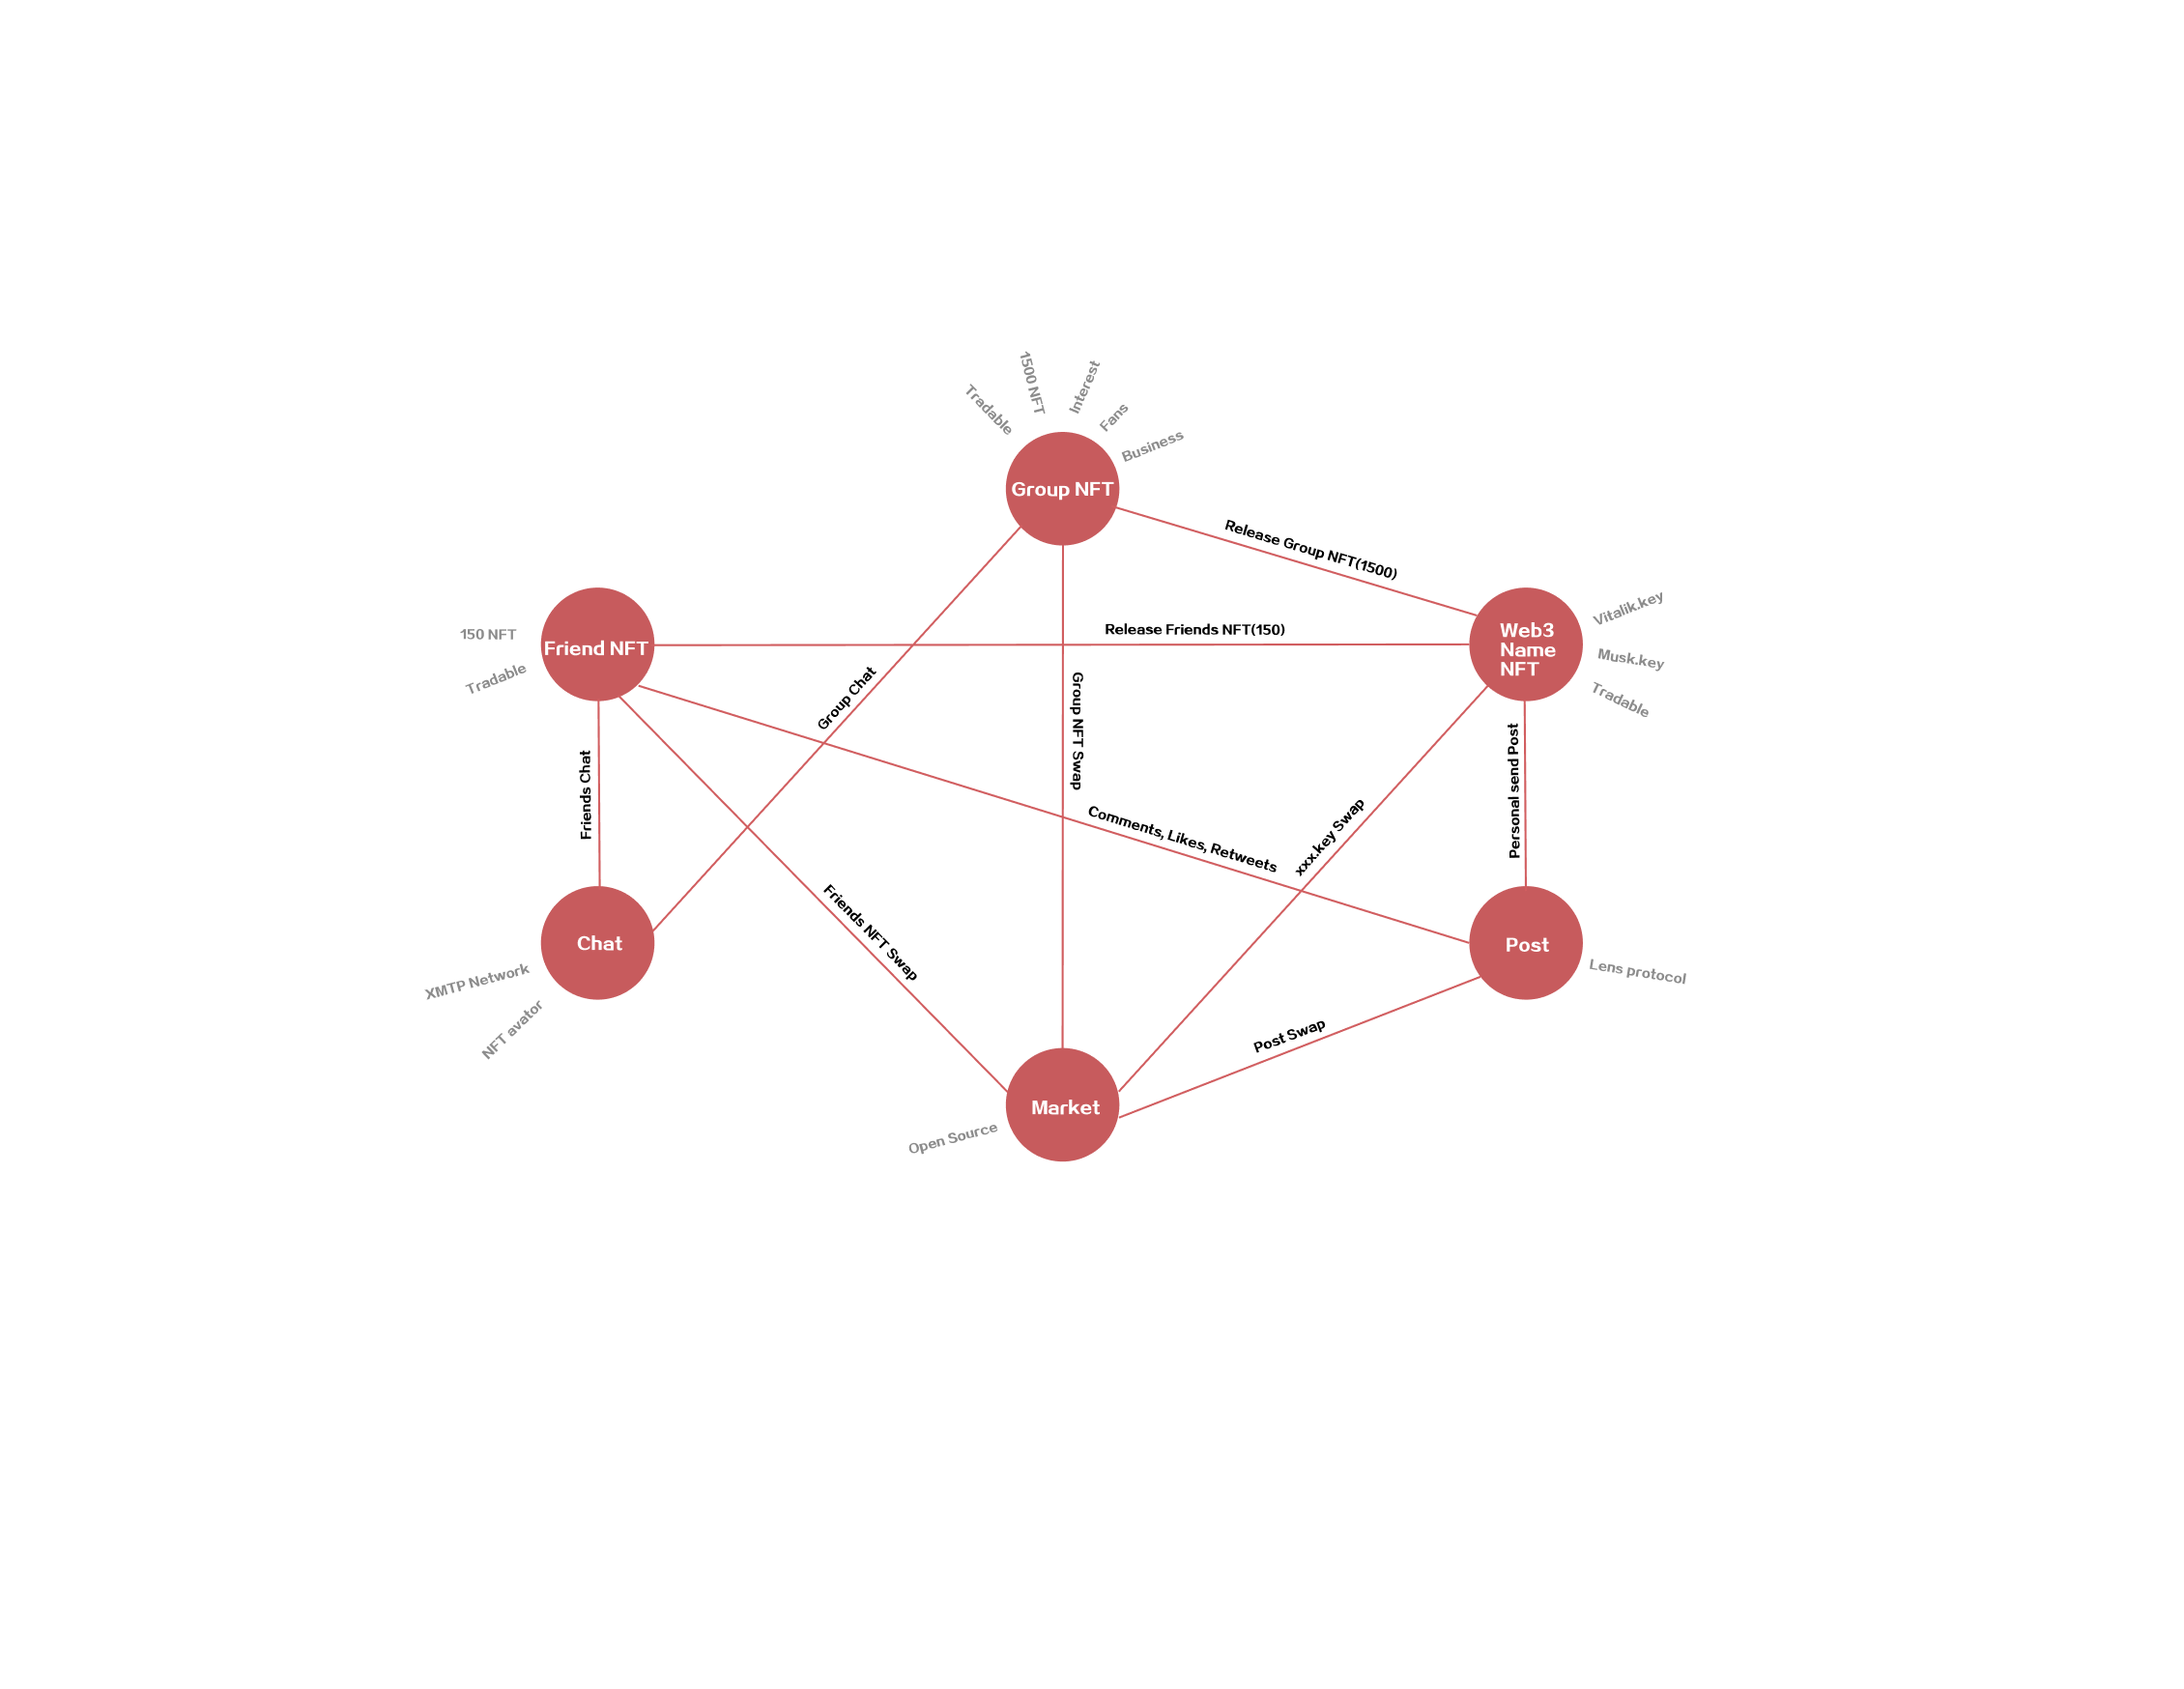 1500 NFT
Interest
Tradable
Fans
Business
Group NFT
Release Group NFT(1500)
Vitalik.key
150 NFT
Friend NFT
Release Friends NFT(150)
Web3
Name
NFT
Musk.key
Tradable
Tradable
Group Chat
Group NFT Swap
Friends Chat
Personal send Post
Comments, Likes, Retweets
xxx.key Swap
Friends NFT Swap
Chat
Post
XMTP Network
Lens protocol
NFT avator
Post Swap
Market
Open Source